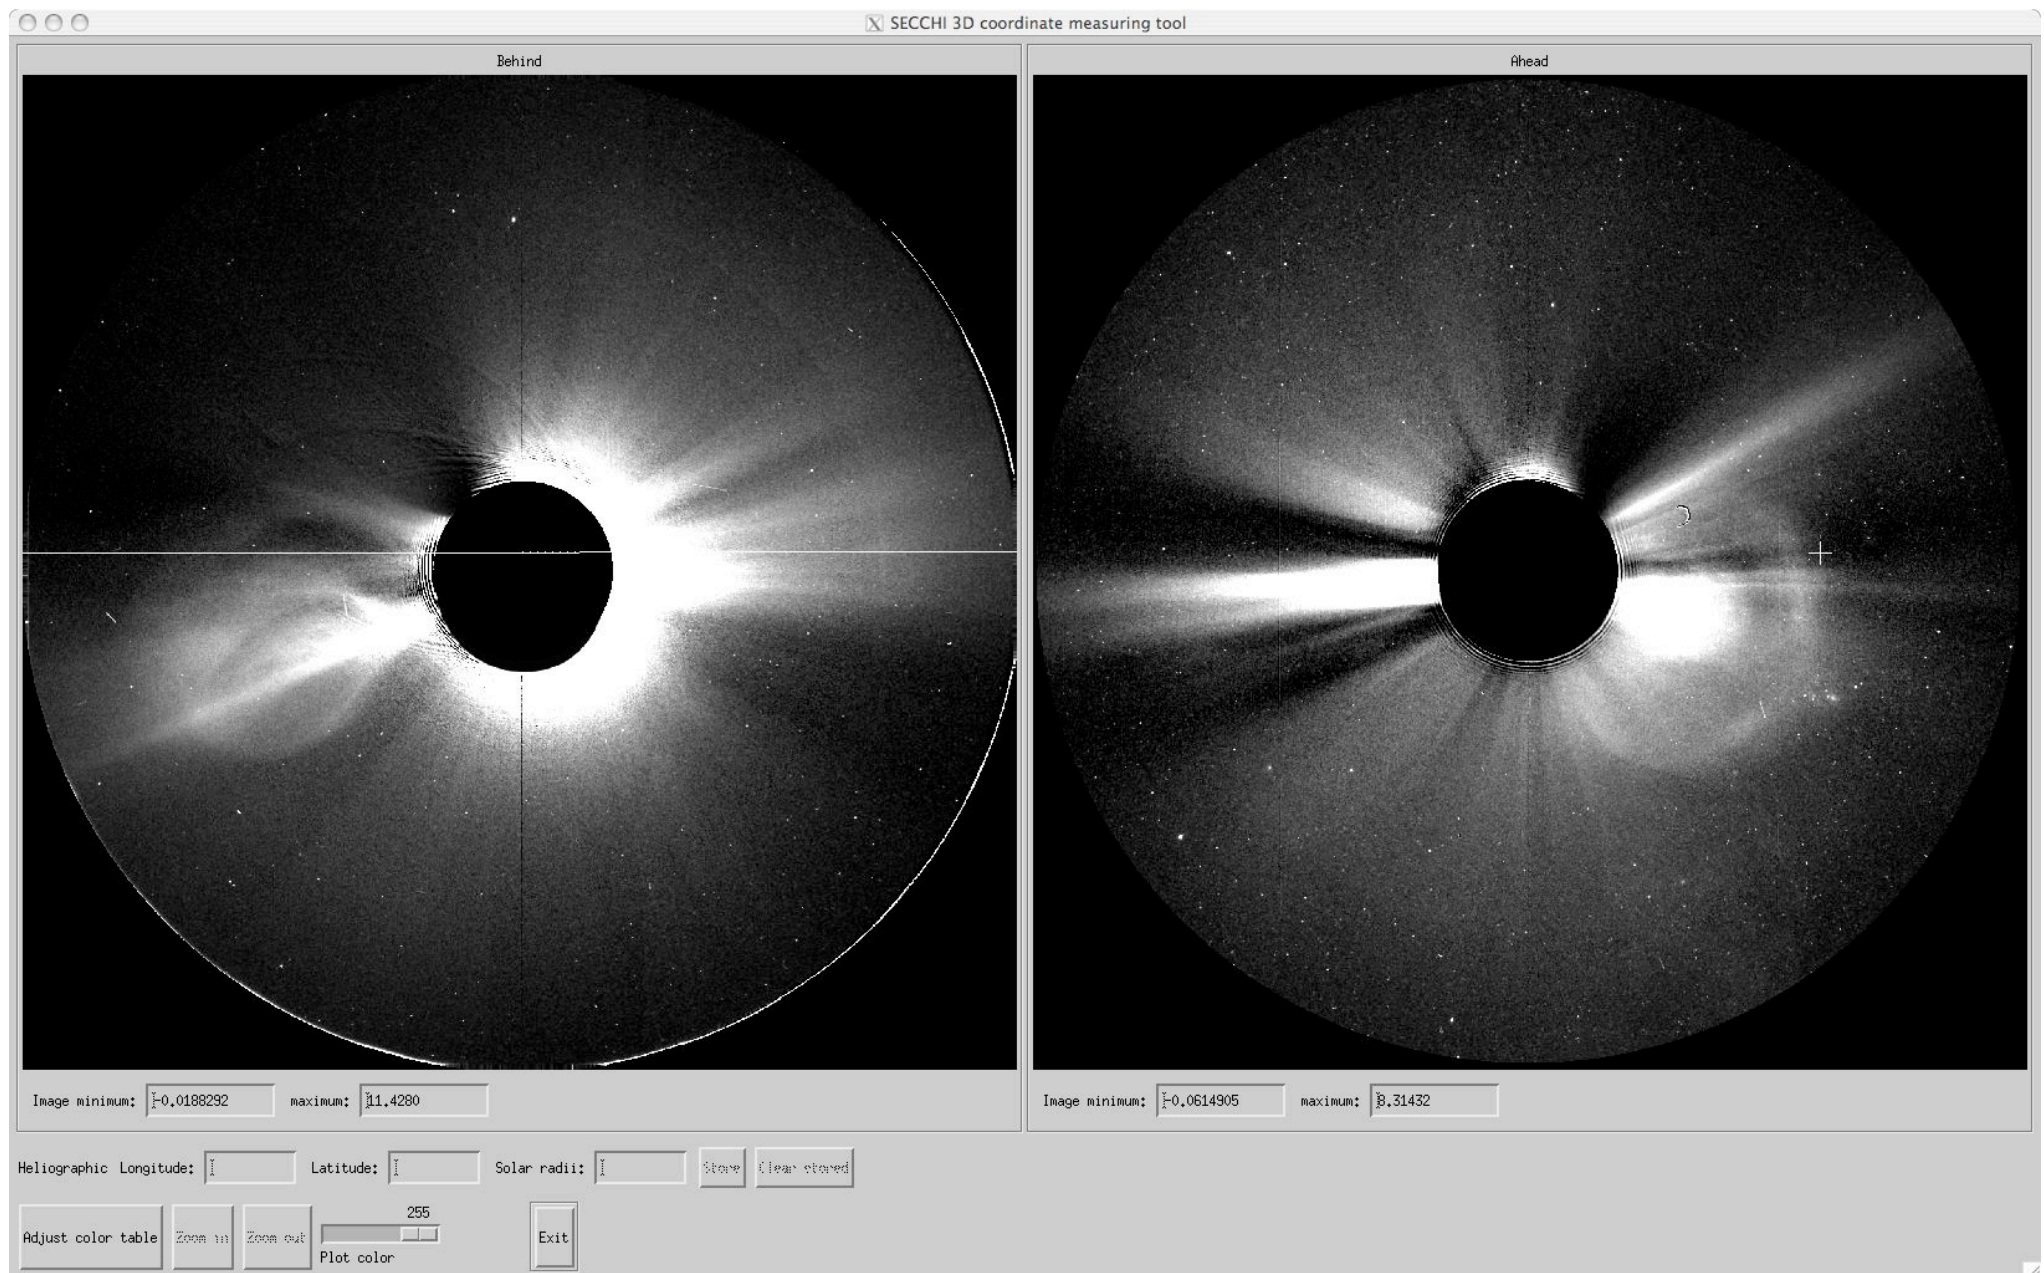 SECCHI 3D coordinate measuring tool
Behind
Ahead
Image minimum: -0.0188292 maximum: 11.4280
Image minimum: -0.0614905 maximum: 8.31432
Heliographic Longitude: Latitude: Solar radii: Store Clear stored
255
Adjust color table Zoom in Zoom out Exit
Plot color